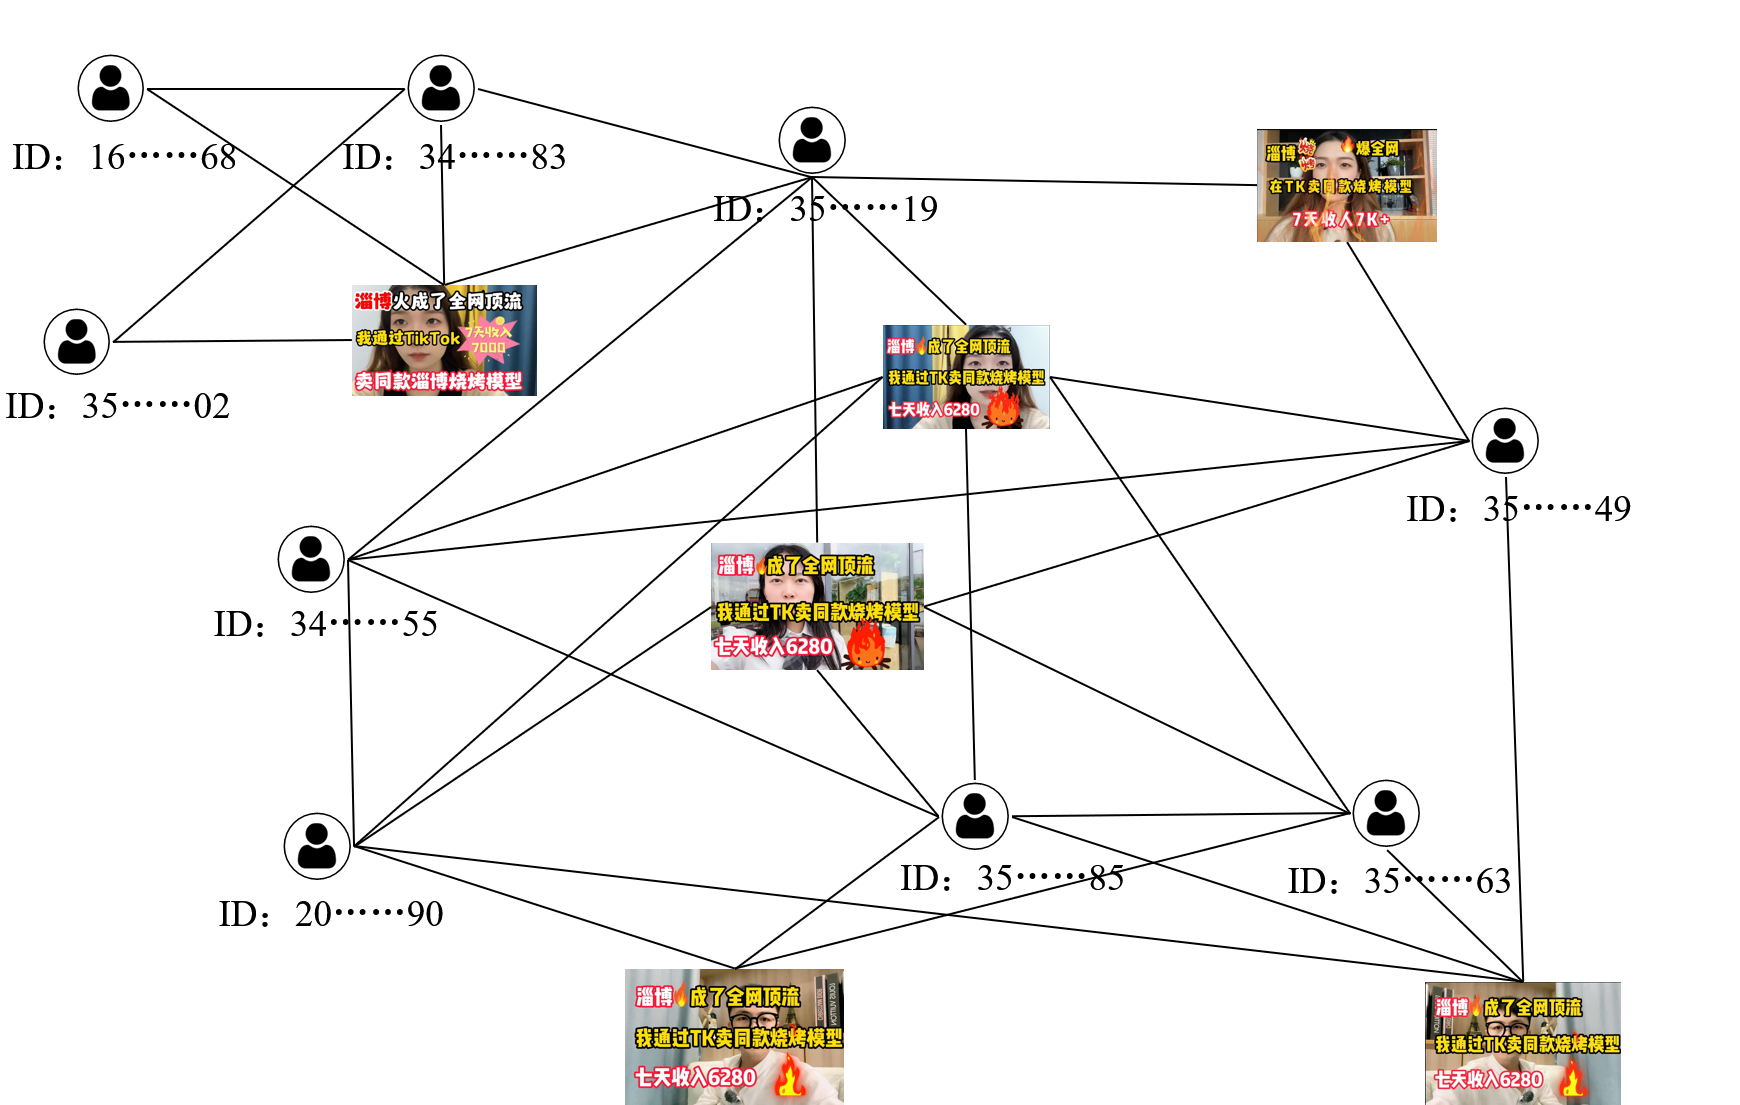 ID：16……68
ID：34……83
ID：35……19
淄博烧烤🔥爆全网
在TK卖同款烧烤模型
7天收入7K+
淄博火成了全网顶流
我通过TikTok
7天收入
7000
卖同款淄博烧烤模型
ID：35……02
淄博🔥成了全网顶流
我通过TK卖同款烧烤模型
七天收入6280
ID：35……49
ID：34……55
淄博🔥成了全网顶流
我通过TK卖同款烧烤模型
七天收入6280
ID：20……90
ID：35……85
ID：35……63
淄博🔥成了全网顶流
我通过TK卖同款烧烤模型
七天收入6280
淄博🔥成了全网顶流
我通过TK卖同款烧烤模型
七天收入6280